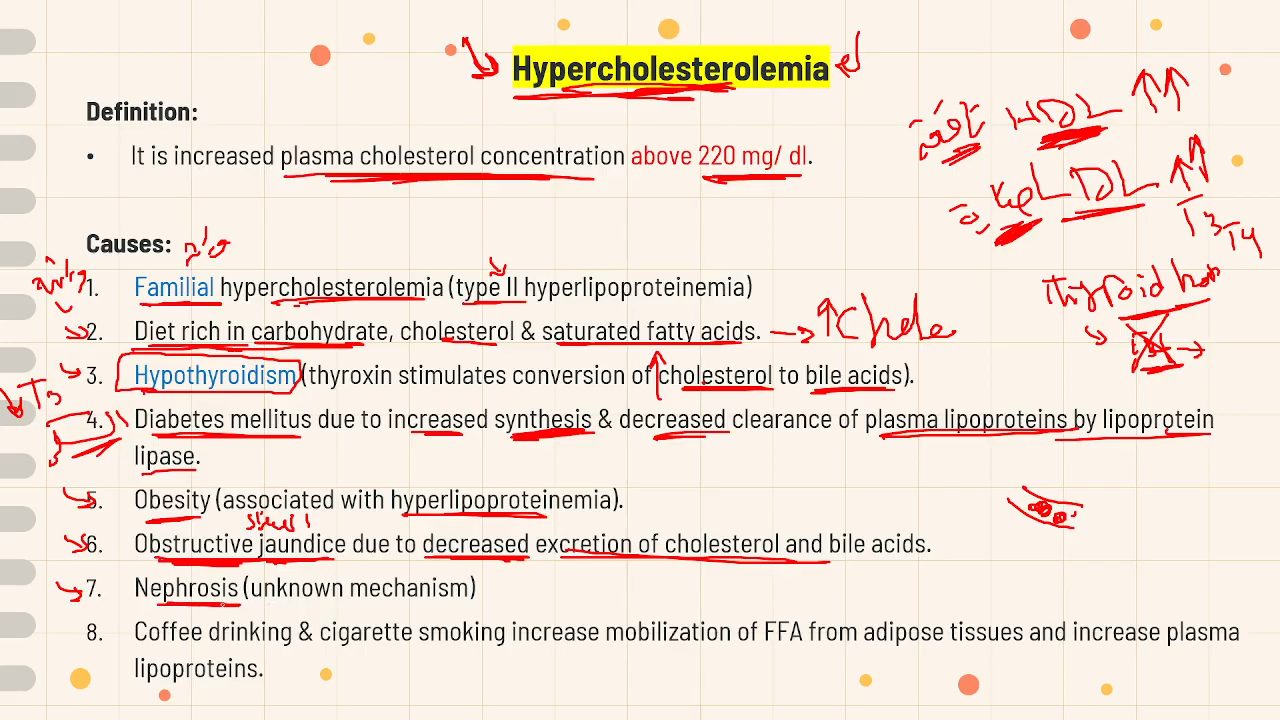 Hypercholesterolemia
Definition:
• It is increased plasma cholesterol concentration above 220 mg/ dl.
HDL
LDL
T3
T4
Causes:
1. Familial hypercholesterolemia (type II hyperlipoproteinemia)
2. Diet rich in carbohydrate, cholesterol & saturated fatty acids. → ↑Chole
3. Hypothyroidism (thyroxin stimulates conversion of cholesterol to bile acids).
T3
4. Diabetes mellitus due to increased synthesis & decreased clearance of plasma lipoproteins by lipoprotein
lipase.
5. Obesity (associated with hyperlipoproteinemia).
6. Obstructive jaundice due to decreased excretion of cholesterol and bile acids.
7. Nephrosis (unknown mechanism)
8. Coffee drinking & cigarette smoking increase mobilization of FFA from adipose tissues and increase plasma
lipoproteins.